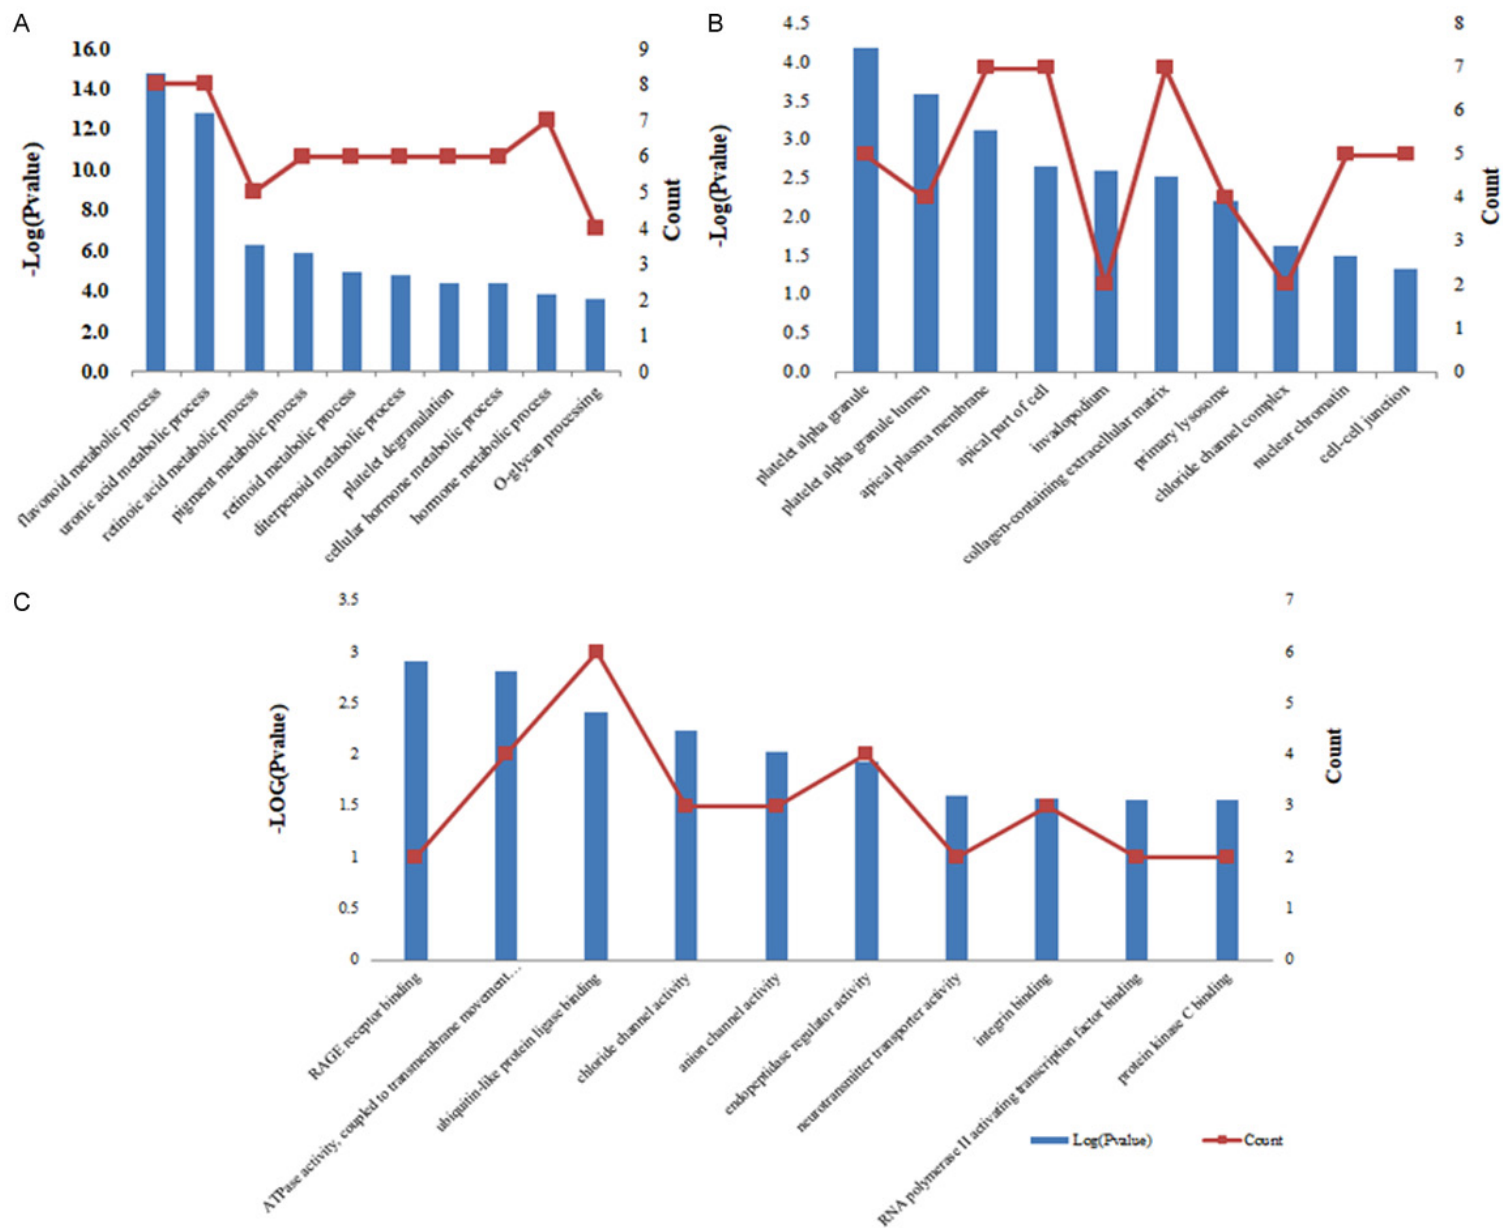 A
16.0
14.0
12.0
10.0
8.0
6.0
4.0
2.0
0.0
-Log(Pvalue)
9
8
7
6
5
4
3
2
1
0
Count
flavonoid metabolic process
uronic acid metabolic process
retinoic acid metabolic process
pigment metabolic process
retinoid metabolic process
diterpenoid metabolic process
platelet degranulation
cellular hormone metabolic process
hormone metabolic process
O-glycan processing
B
4.5
4.0
3.5
3.0
2.5
2.0
1.5
1.0
0.5
0.0
-Log(Pvalue)
8
7
6
5
4
3
2
1
0
Count
platelet alpha granule
platelet alpha granule lumen
apical plasma membrane
apical part of cell
invadopodium
collagen-containing extracellular matrix
primary lysosome
chloride channel complex
nuclear chromatin
cell-cell junction
C
3.5
3
2.5
2
1.5
1
0.5
0
-LOG(Pvalue)
7
6
5
4
3
2
1
0
Count
RAGE receptor binding
ATPase activity, coupled to transmembrane movement…
ubiquitin-like protein ligase binding
chloride channel activity
anion channel activity
endopeptidase regulator activity
neurotransmitter transporter activity
integrin binding
RNA polymerase II activating transcription factor binding
protein kinase C binding
Log(Pvalue)
Count